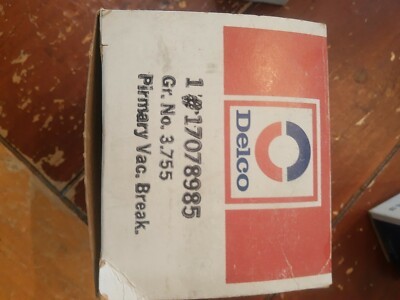 1 #17078985
Gr. No. 3.755
Pirmary Vac. Break.
Delco